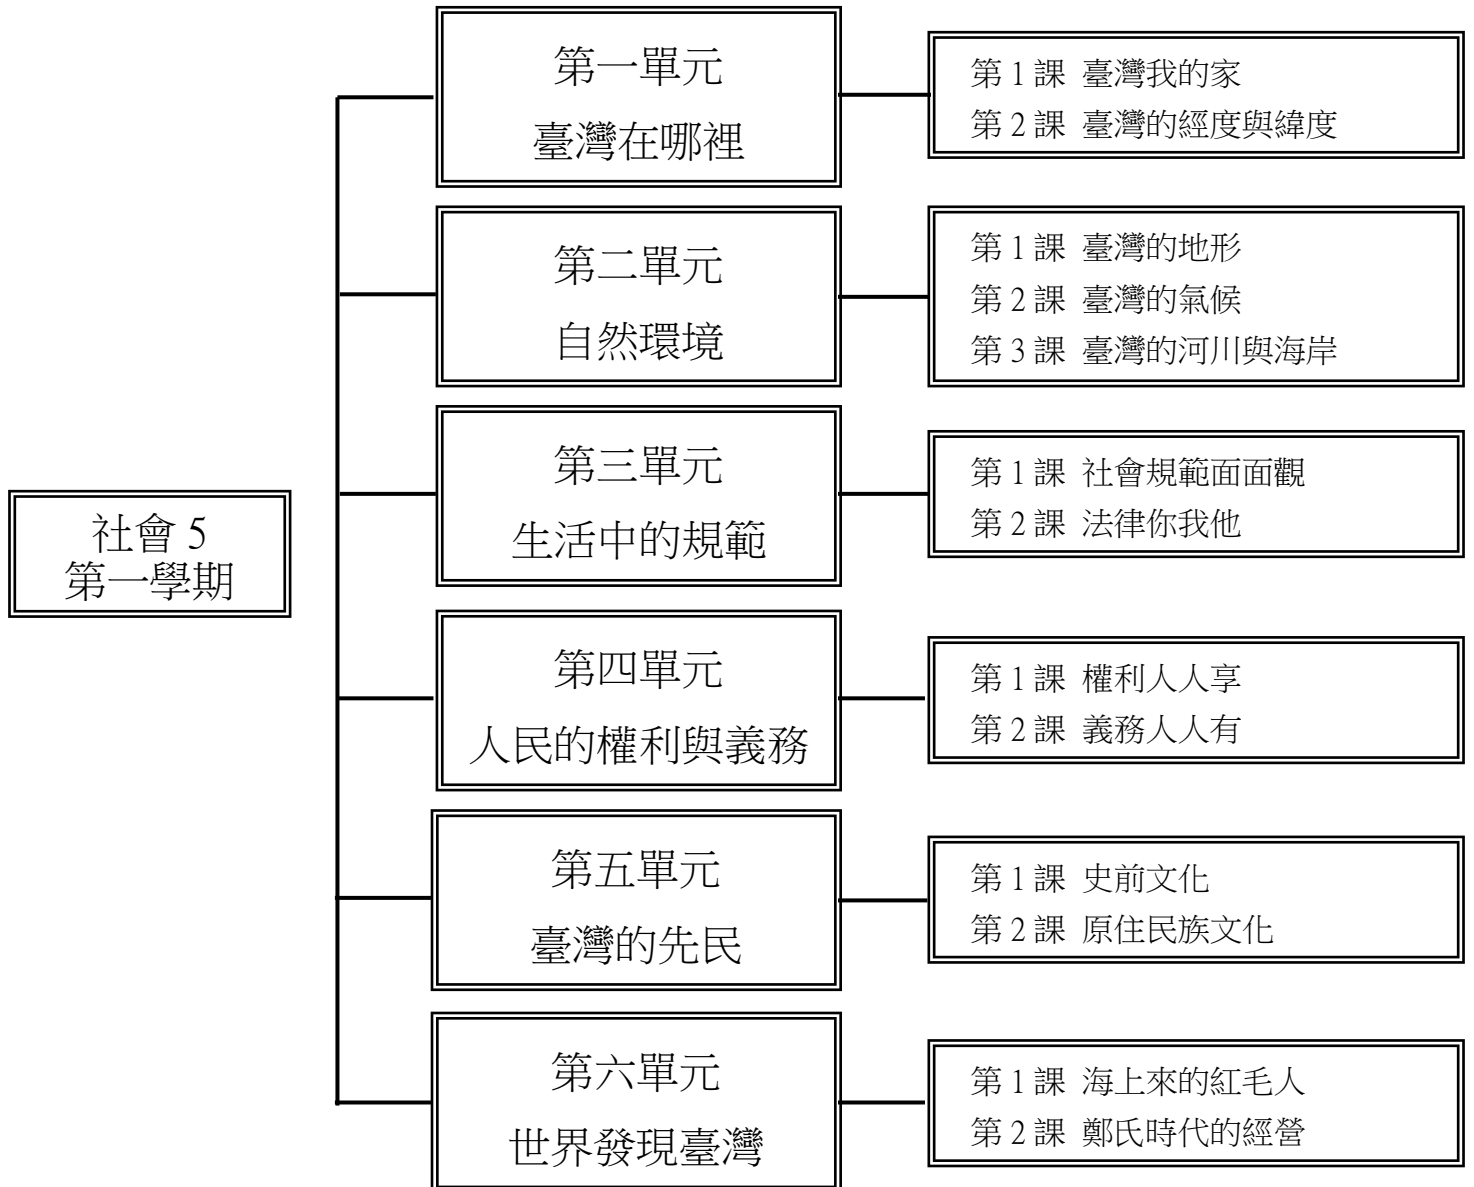 社會 5
第一學期
第一單元
臺灣在哪裡
第 1 課 臺灣我的家
第 2 課 臺灣的經度與緯度
第二單元
自然環境
第 1 課 臺灣的地形
第 2 課 臺灣的氣候
第 3 課 臺灣的河川與海岸
第三單元
生活中的規範
第 1 課 社會規範面面觀
第 2 課 法律你我他
第四單元
人民的權利與義務
第 1 課 權利人人享
第 2 課 義務人人有
第五單元
臺灣的先民
第 1 課 史前文化
第 2 課 原住民族文化
第六單元
世界發現臺灣
第 1 課 海上來的紅毛人
第 2 課 鄭氏時代的經營